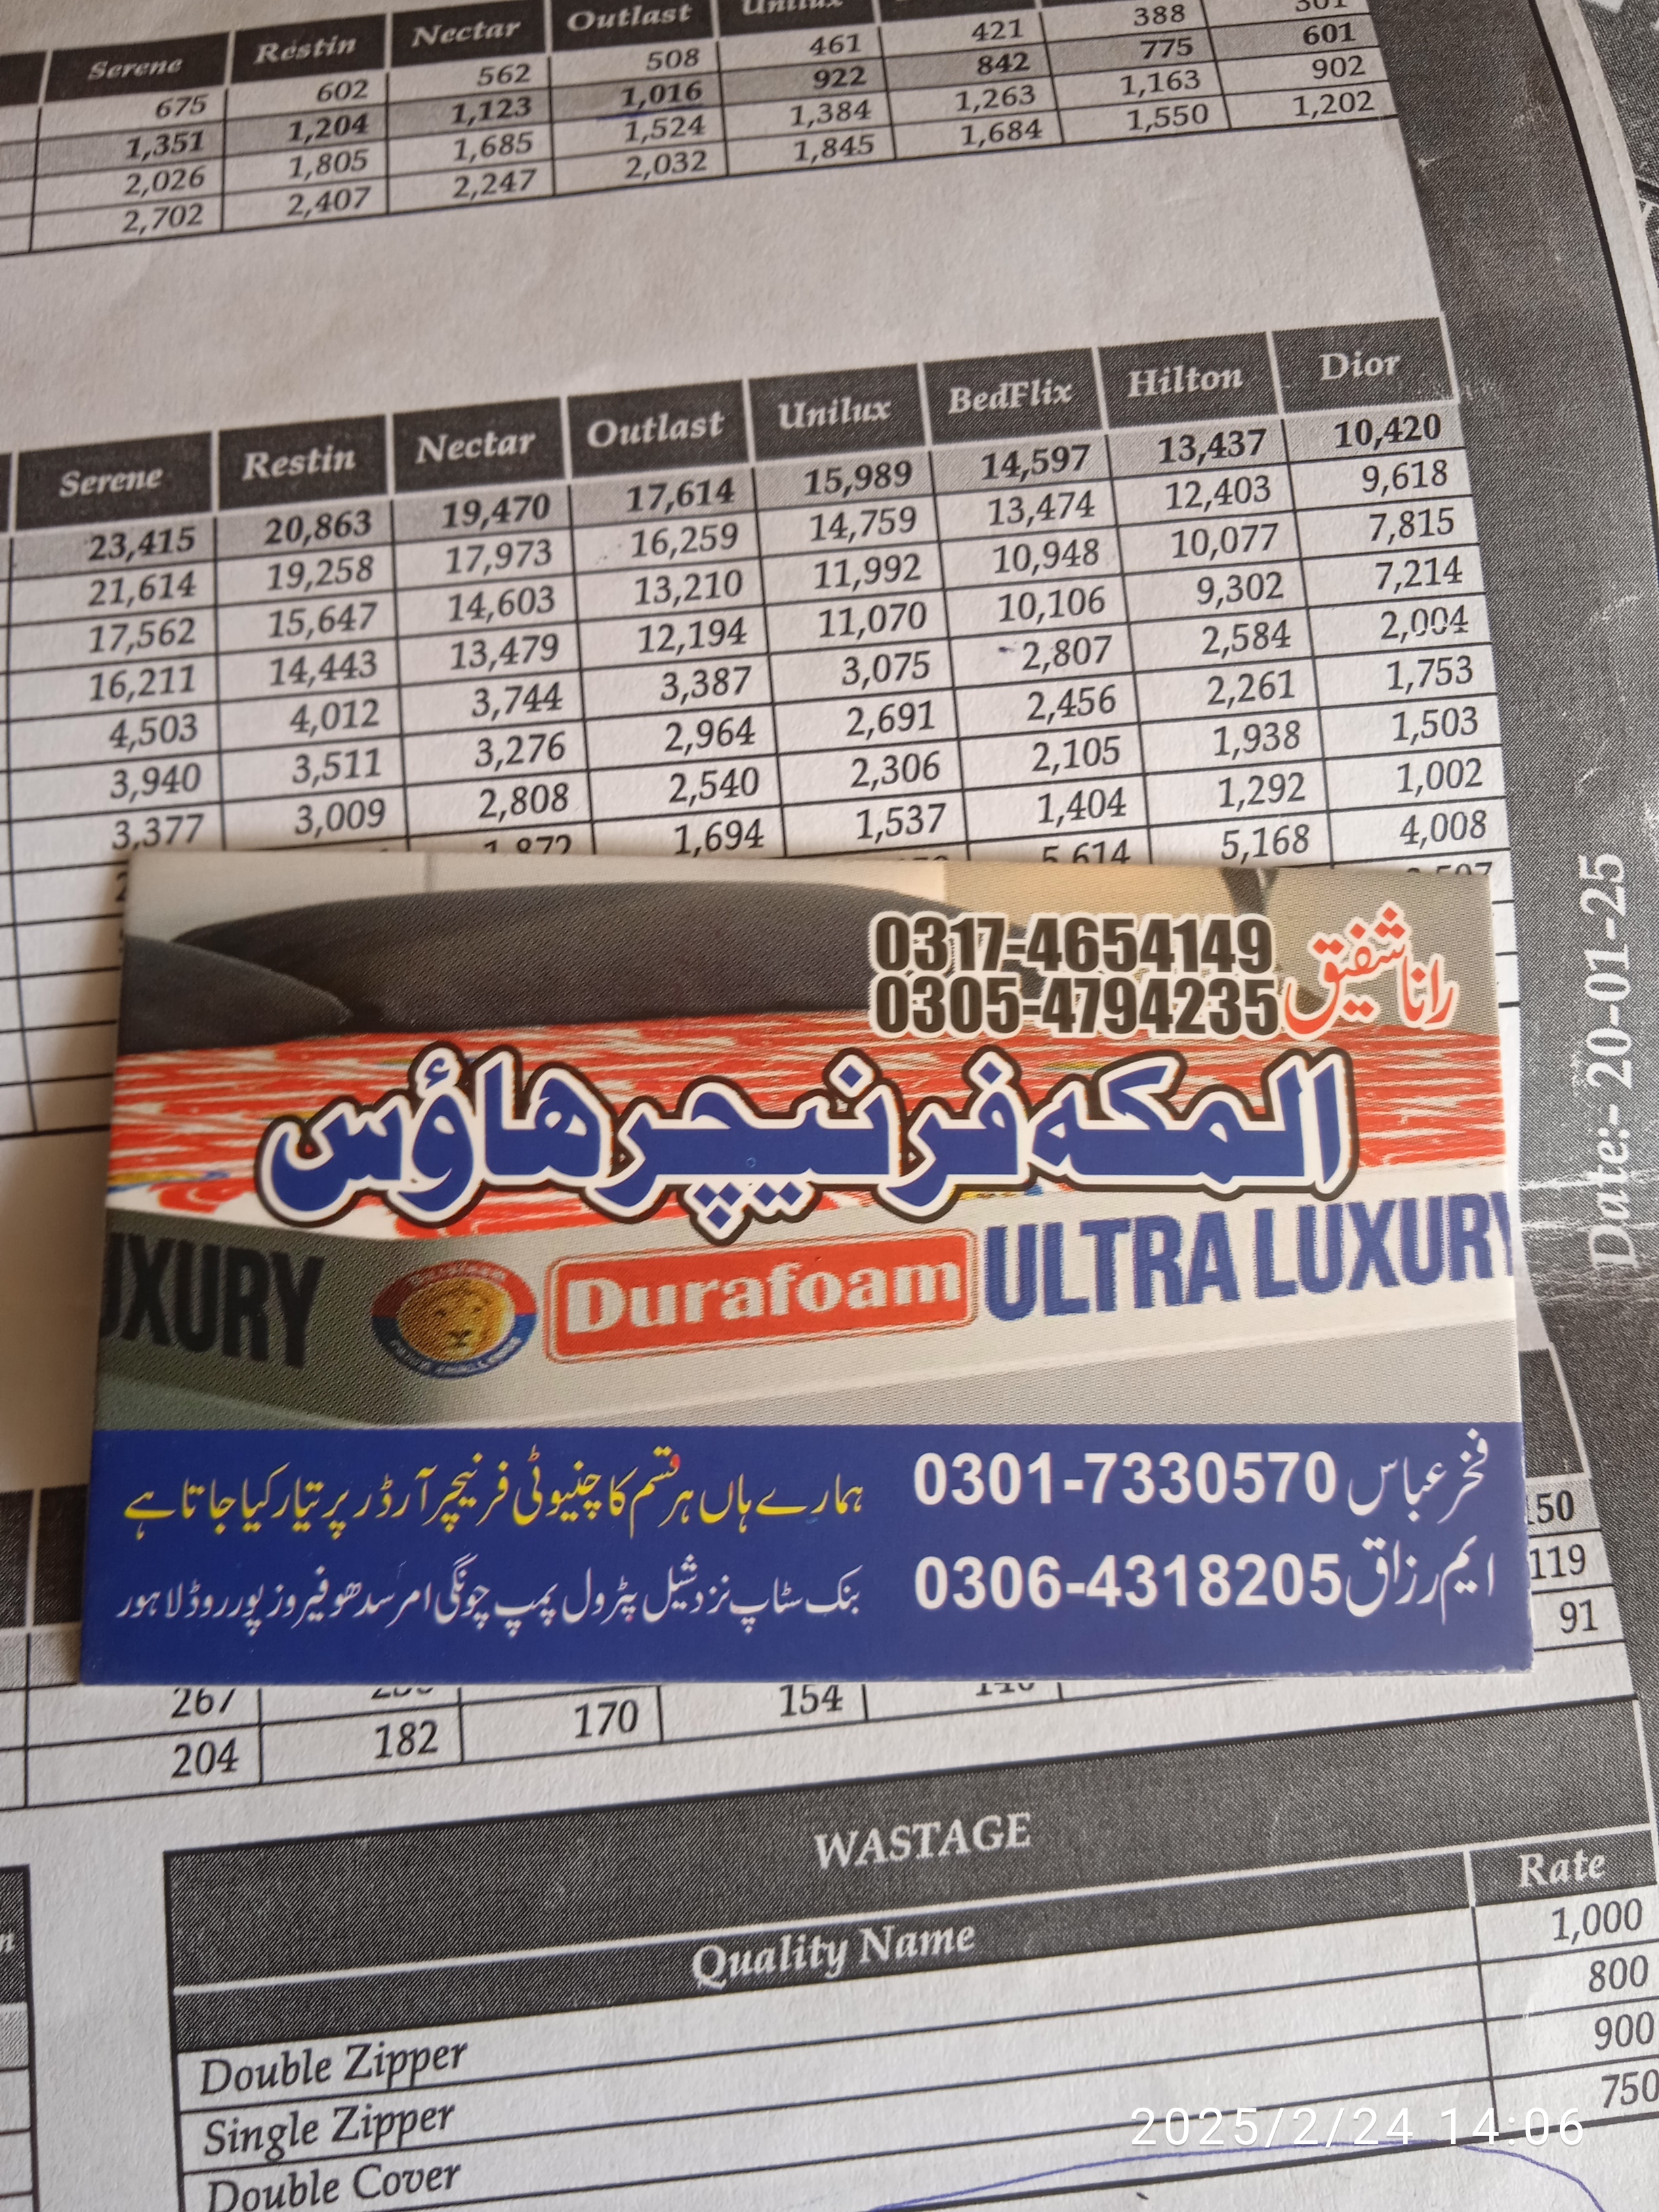 Serene Restin Nectar Outlast Unilux
675 602 562 508 461 421 388 301
1,351 1,204 1,123 1,016 922 842 775 601
2,026 1,805 1,685 1,524 1,384 1,263 1,163 902
2,702 2,407 2,247 2,032 1,845 1,684 1,550 1,202
Serene Restin Nectar Outlast Unilux BedFlix Hilton Dior
23,415 20,863 19,470 17,614 15,989 14,597 13,437 10,420
21,614 19,258 17,973 16,259 14,759 13,474 12,403 9,618
17,562 15,647 14,603 13,210 11,992 10,948 10,077 7,815
16,211 14,443 13,479 12,194 11,070 10,106 9,302 7,214
4,503 4,012 3,744 3,387 3,075 2,807 2,584 2,004
3,940 3,511 3,276 2,964 2,691 2,456 2,261 1,753
3,377 3,009 2,808 2,540 2,306 2,105 1,938 1,503
1,872 1,694 1,537 1,404 1,292 1,002
5,614 5,168 4,008
Date:- 20-01-25
رانا شفیق 0317-4654149
0305-4794235
المکہ فرنیچر ہاؤس
UXURY Durafoam ULTRA LUXURY
فخر عباس 0301-7330570
ہمارے ہاں ہر قسم کا چنیوٹی فرنیچر آرڈر پر تیار کیا جاتا ہے
ایم رزاق 0306-4318205
بنک سٹاپ نزد شیل پٹرول پمپ چونگی امرسدھو فیروز پور روڈ لاہور
150
119
91
267 154
204 182 170
WASTAGE
Quality Name Rate
1,000
Double Zipper 800
Single Zipper 900
Double Cover 750
2025/2/24 14:06